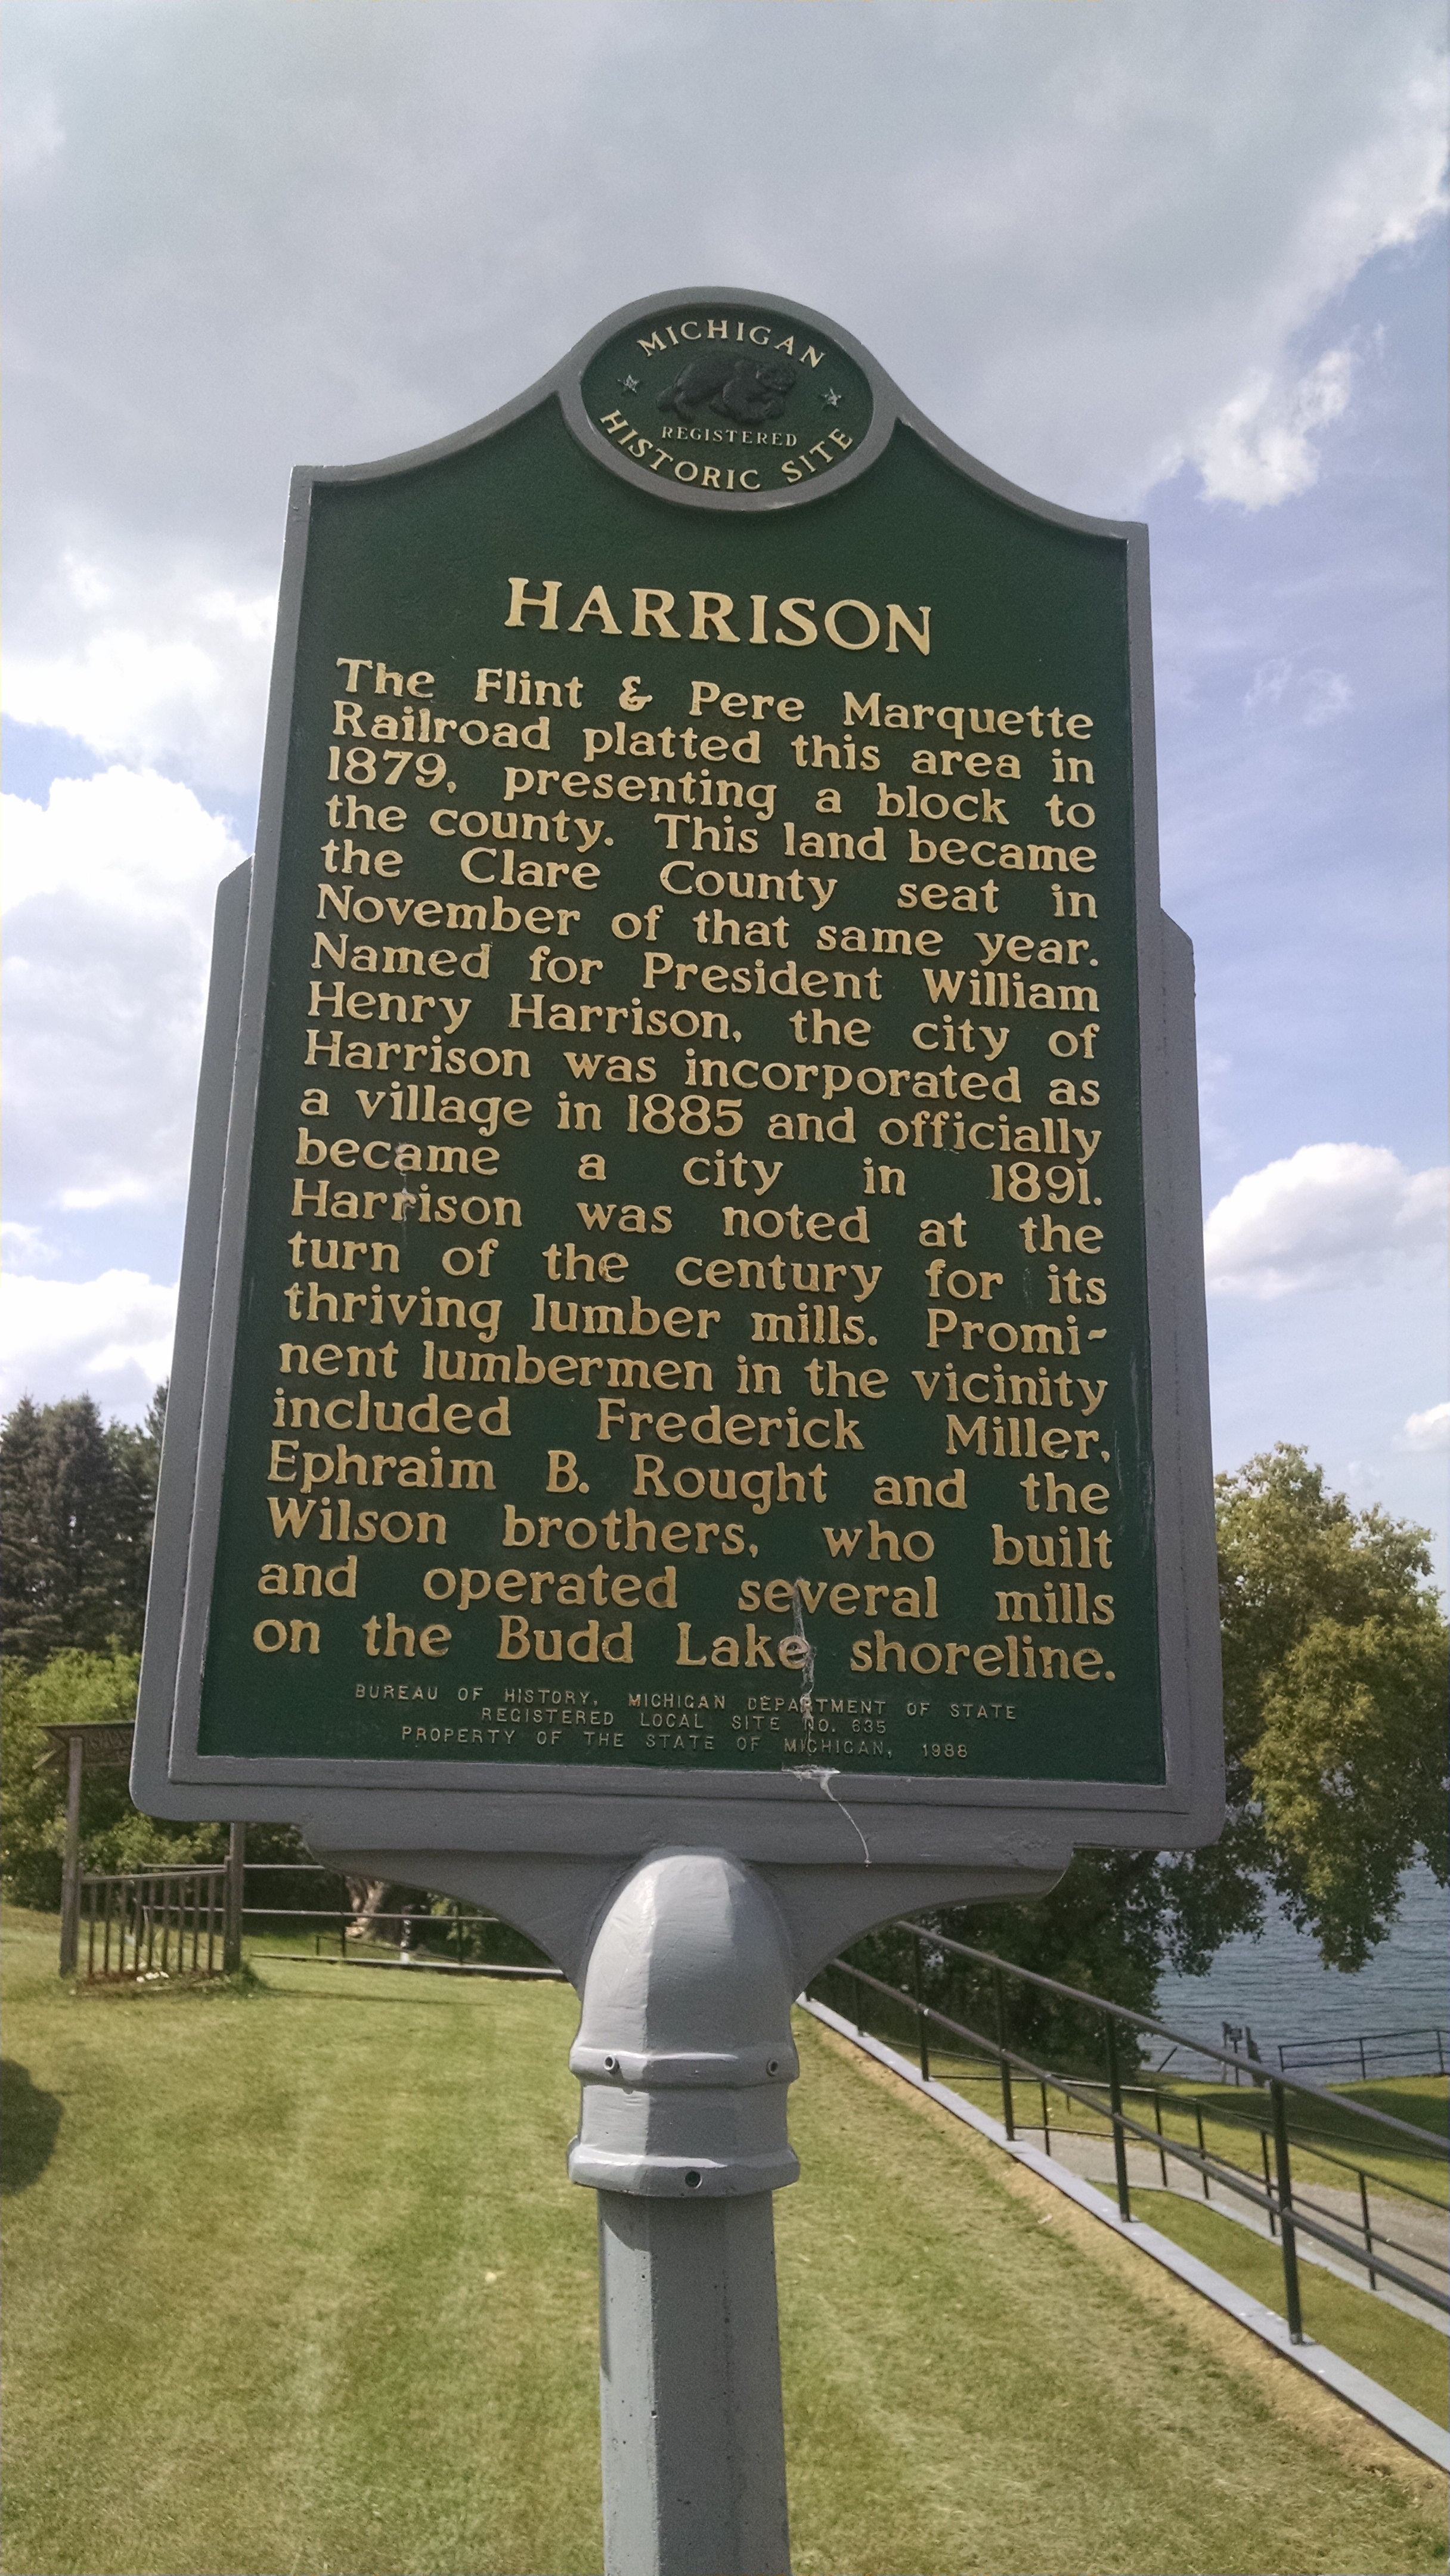 MICHIGAN
REGISTERED
HISTORIC SITE
HARRISON
The Flint & Pere Marquette
Railroad platted this area in
1879, presenting a block to
the county. This land became
the Clare County seat in
November of that same year.
Named for President William
Henry Harrison, the city of
Harrison was incorporated as
a village in 1885 and officially
became a city in 1891.
Harrison was noted at the
turn of the century for its
thriving lumber mills. Promi-
nent lumbermen in the vicinity
included Frederick Miller,
Ephraim B. Rought and the
Wilson brothers, who built
and operated several mills
on the Budd Lake shoreline.
BUREAU OF HISTORY, MICHIGAN DEPARTMENT OF STATE
REGISTERED LOCAL SITE NO. 635
PROPERTY OF THE STATE OF MICHIGAN, 1988